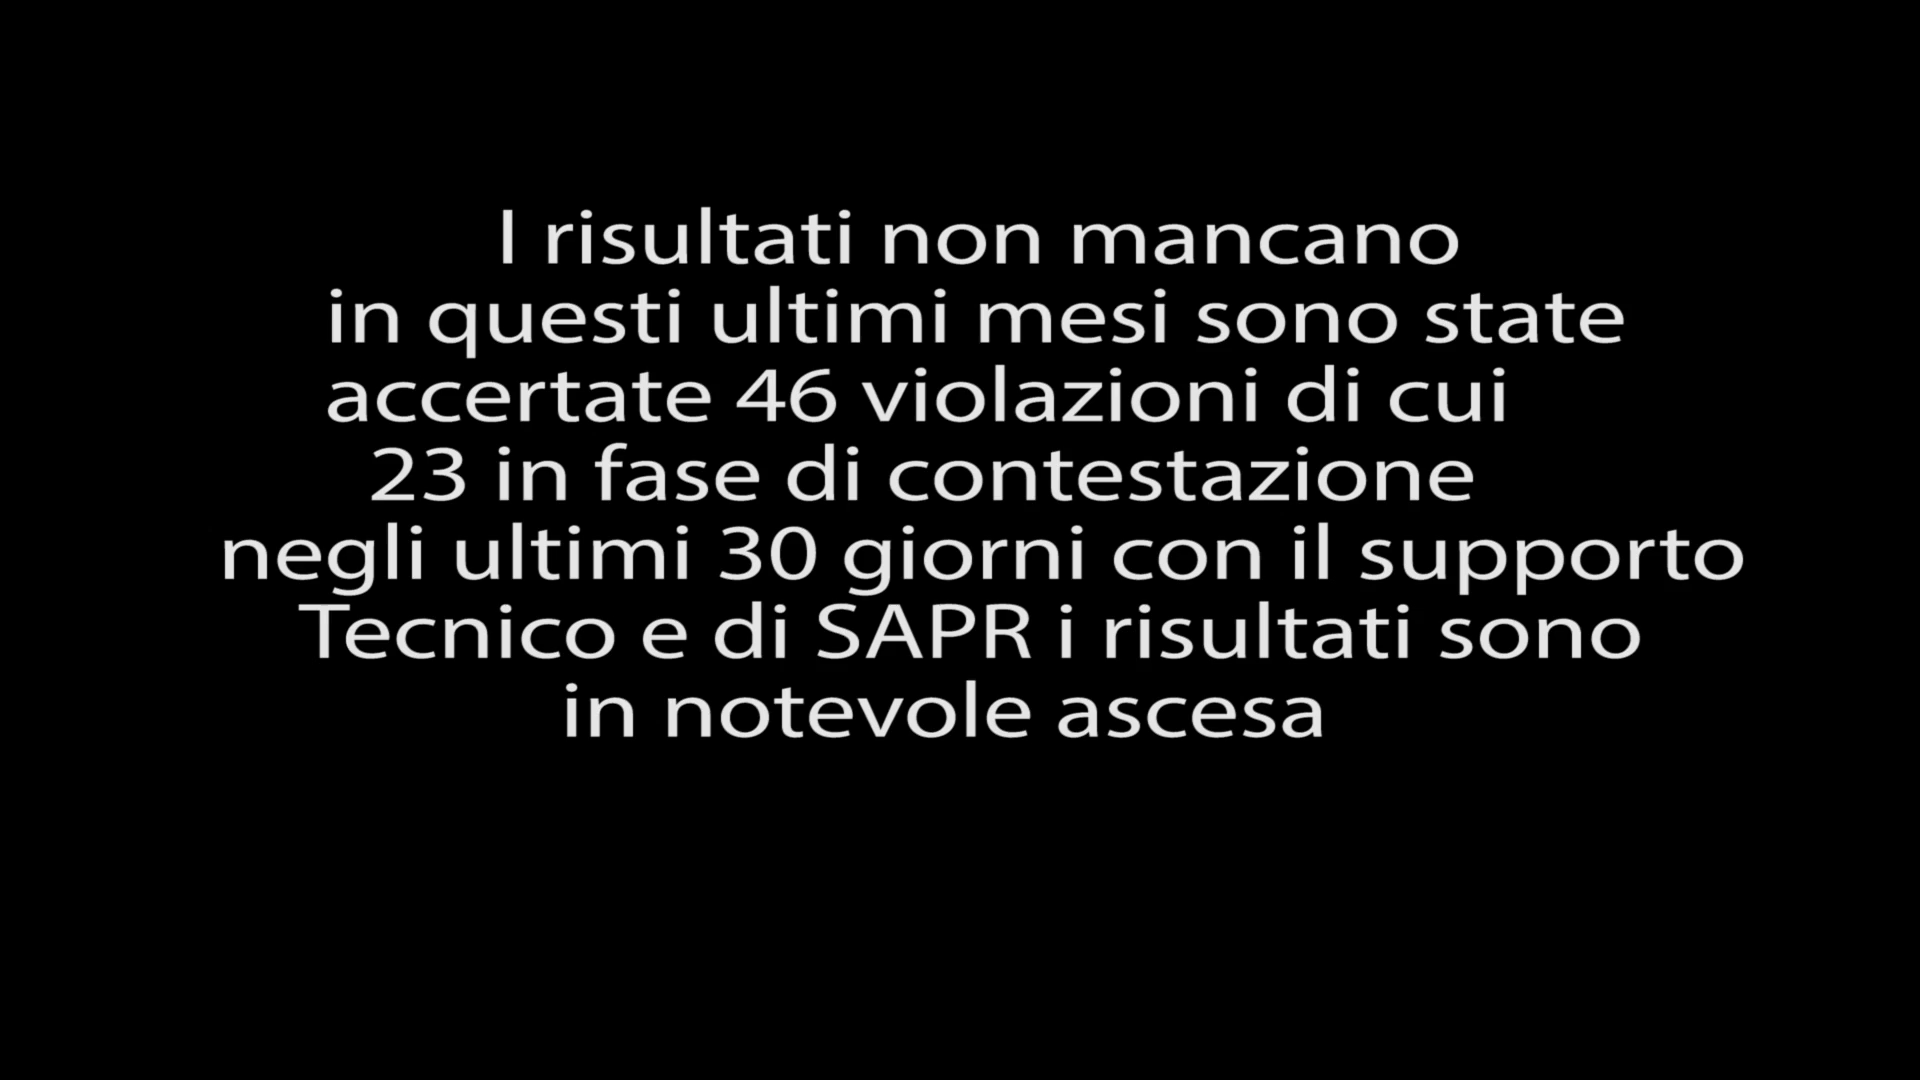 I risultati non mancano
in questi ultimi mesi sono state
accertate 46 violazioni di cui
23 in fase di contestazione
negli ultimi 30 giorni con il supporto
Tecnico e di SAPR i risultati sono
in notevole ascesa